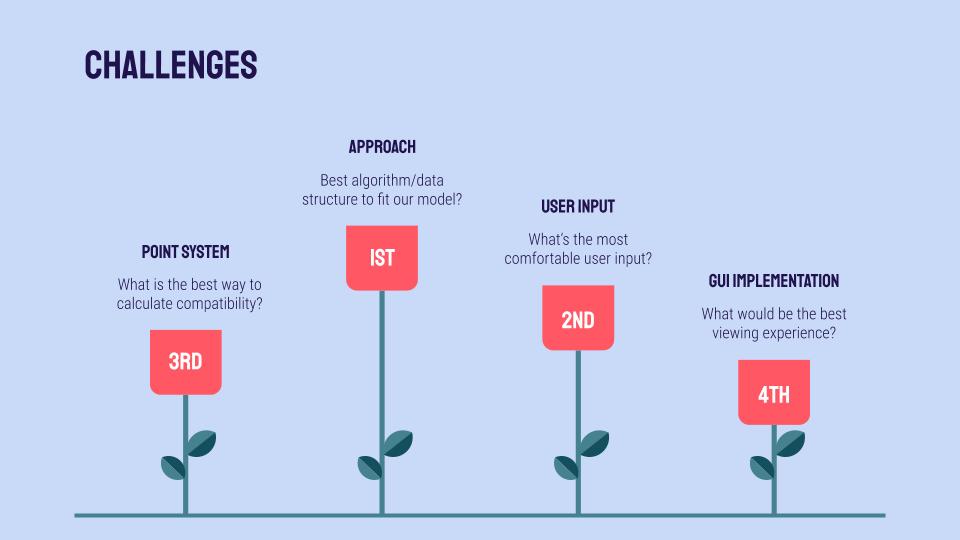 CHALLENGES
APPROACH
Best algorithm/data
structure to fit our model?
1ST
USER INPUT
What's the most
comfortable user input?
2ND
POINT SYSTEM
What is the best way to
calculate compatibility?
3RD
GUI IMPLEMENTATION
What would be the best
viewing experience?
4TH